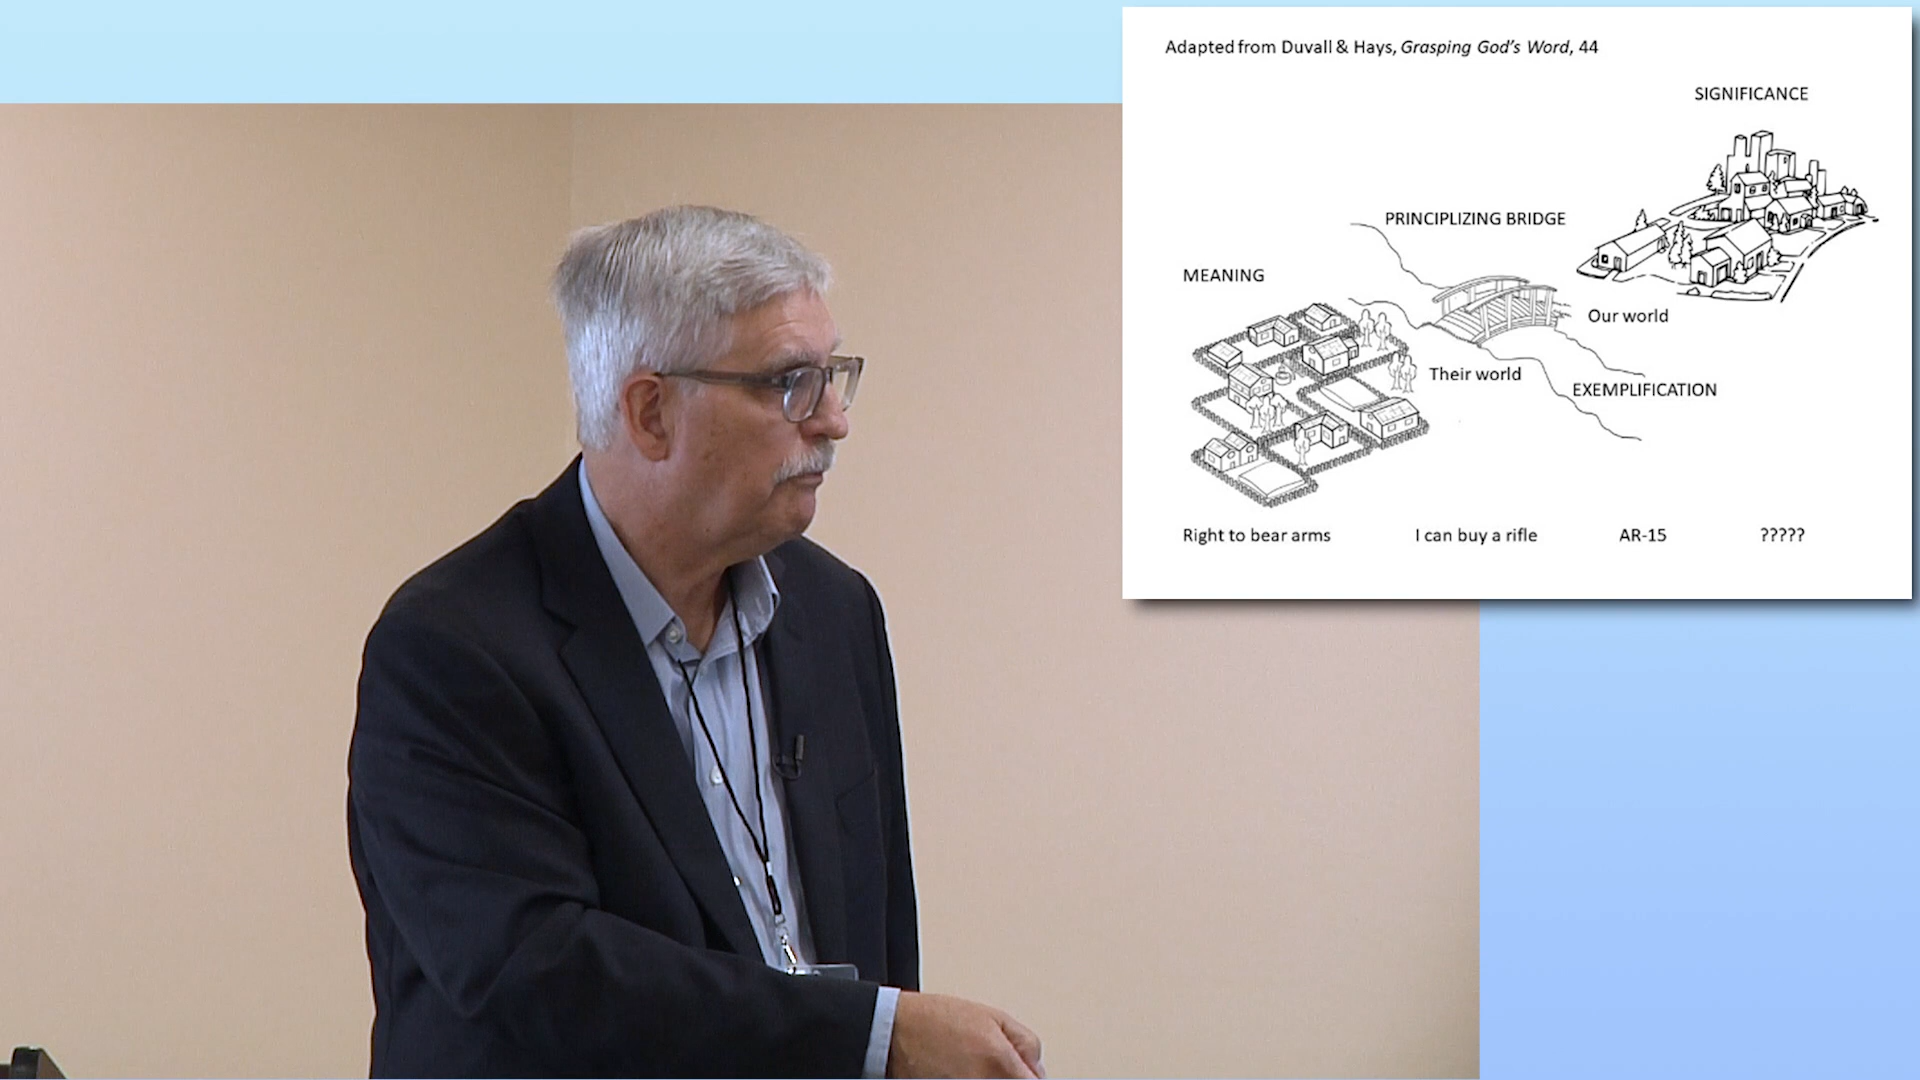 Adapted from Duvall & Hays, Grasping God's Word, 44
SIGNIFICANCE
PRINCIPLIZING BRIDGE
MEANING
Our world
Their world
EXEMPLIFICATION
Right to bear arms I can buy a rifle AR-15 ?????